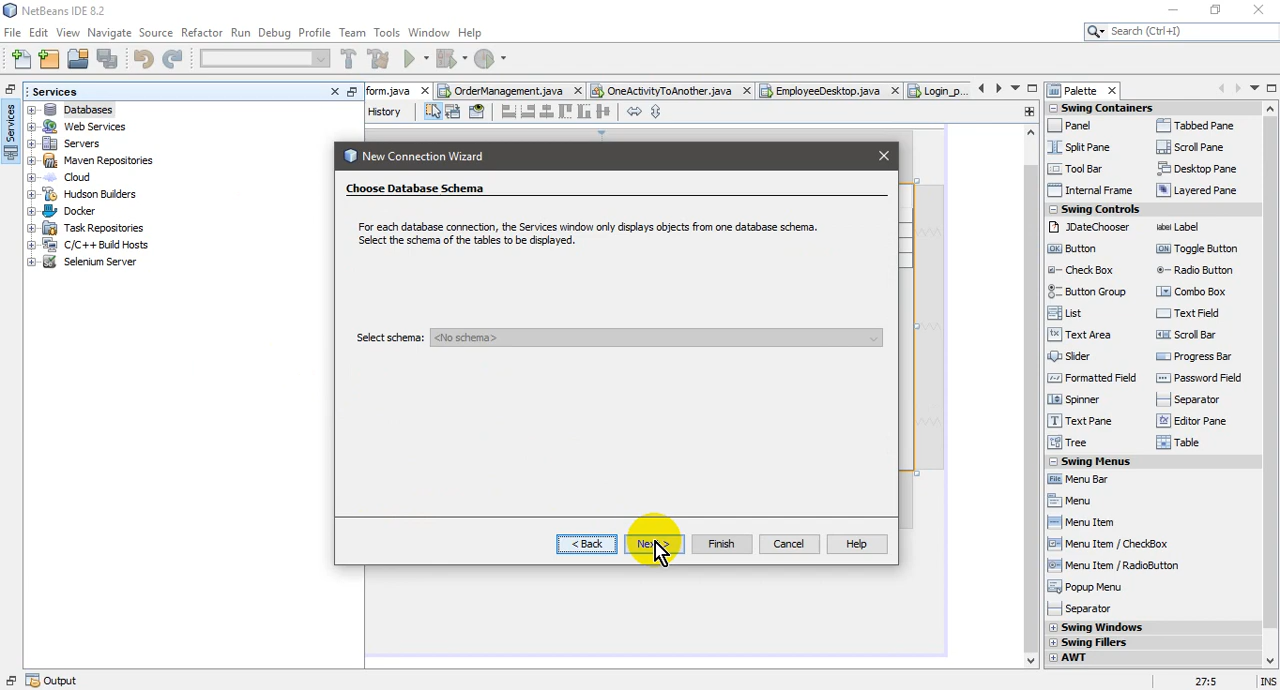 NetBeans IDE 8.2
File Edit View Navigate Source Refactor Run Debug Profile Team Tools Window Help
Search (Ctrl+I)
Services
form.java
OrderManagement.java
OneActivityToAnother.java
EmployeeDesktop.java
Login_p...
Palette
History
Services
Databases
Web Services
Servers
Maven Repositories
Cloud
Hudson Builders
Docker
Task Repositories
C/C++ Build Hosts
Selenium Server
New Connection Wizard
Choose Database Schema
For each database connection, the Services window only displays objects from one database schema.
Select the schema of the tables to be displayed.
Select schema: <No schema>
< Back
Finish
Cancel
Help
Swing Containers
Panel Tabbed Pane
Split Pane Scroll Pane
Tool Bar Desktop Pane
Internal Frame Layered Pane
Swing Controls
JDateChooser label Label
OK Button ON Toggle Button
Check Box Radio Button
Button Group Combo Box
List Text Field
Text Area Scroll Bar
Slider Progress Bar
Formatted Field Password Field
Spinner Separator
Text Pane Editor Pane
Tree Table
Swing Menus
File Menu Bar
Menu
Menu Item
Menu Item / CheckBox
Menu Item / RadioButton
Popup Menu
Separator
Swing Windows
Swing Fillers
AWT
Output
27:5 INS